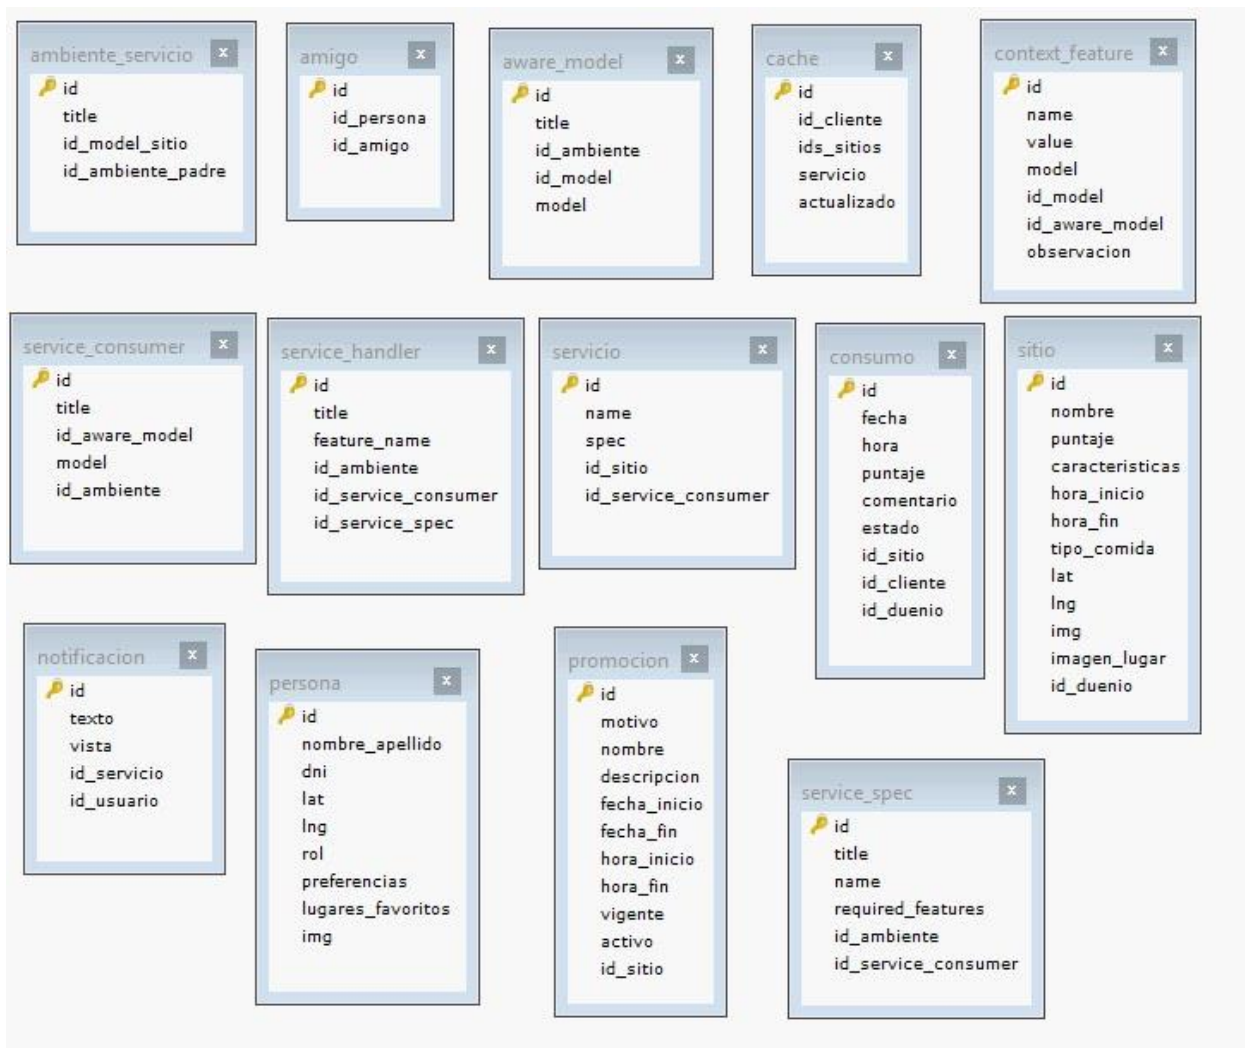 ambiente_servicio x
id
title
id_model_sitio
id_ambiente_padre
amigo x
id
id_persona
id_amigo
aware_model x
id
title
id_ambiente
id_model
model
cache x
id
id_cliente
ids_sitios
servicio
actualizado
context_feature x
id
name
value
model
id_model
id_aware_model
observacion
service_consumer x
id
title
id_aware_model
model
id_ambiente
service_handler x
id
title
feature_name
id_ambiente
id_service_consumer
id_service_spec
servicio x
id
name
spec
id_sitio
id_service_consumer
consumo x
id
fecha
hora
puntaje
comentario
estado
id_sitio
id_cliente
id_duenio
sitio x
id
nombre
puntaje
caracteristicas
hora_inicio
hora_fin
tipo_comida
lat
lng
img
imagen_lugar
id_duenio
notificacion x
id
texto
vista
id_servicio
id_usuario
persona x
id
nombre_apellido
dni
lat
lng
rol
preferencias
lugares_favoritos
img
promocion x
id
motivo
nombre
descripcion
fecha_inicio
fecha_fin
hora_inicio
hora_fin
vigente
activo
id_sitio
service_spec x
id
title
name
required_features
id_ambiente
id_service_consumer